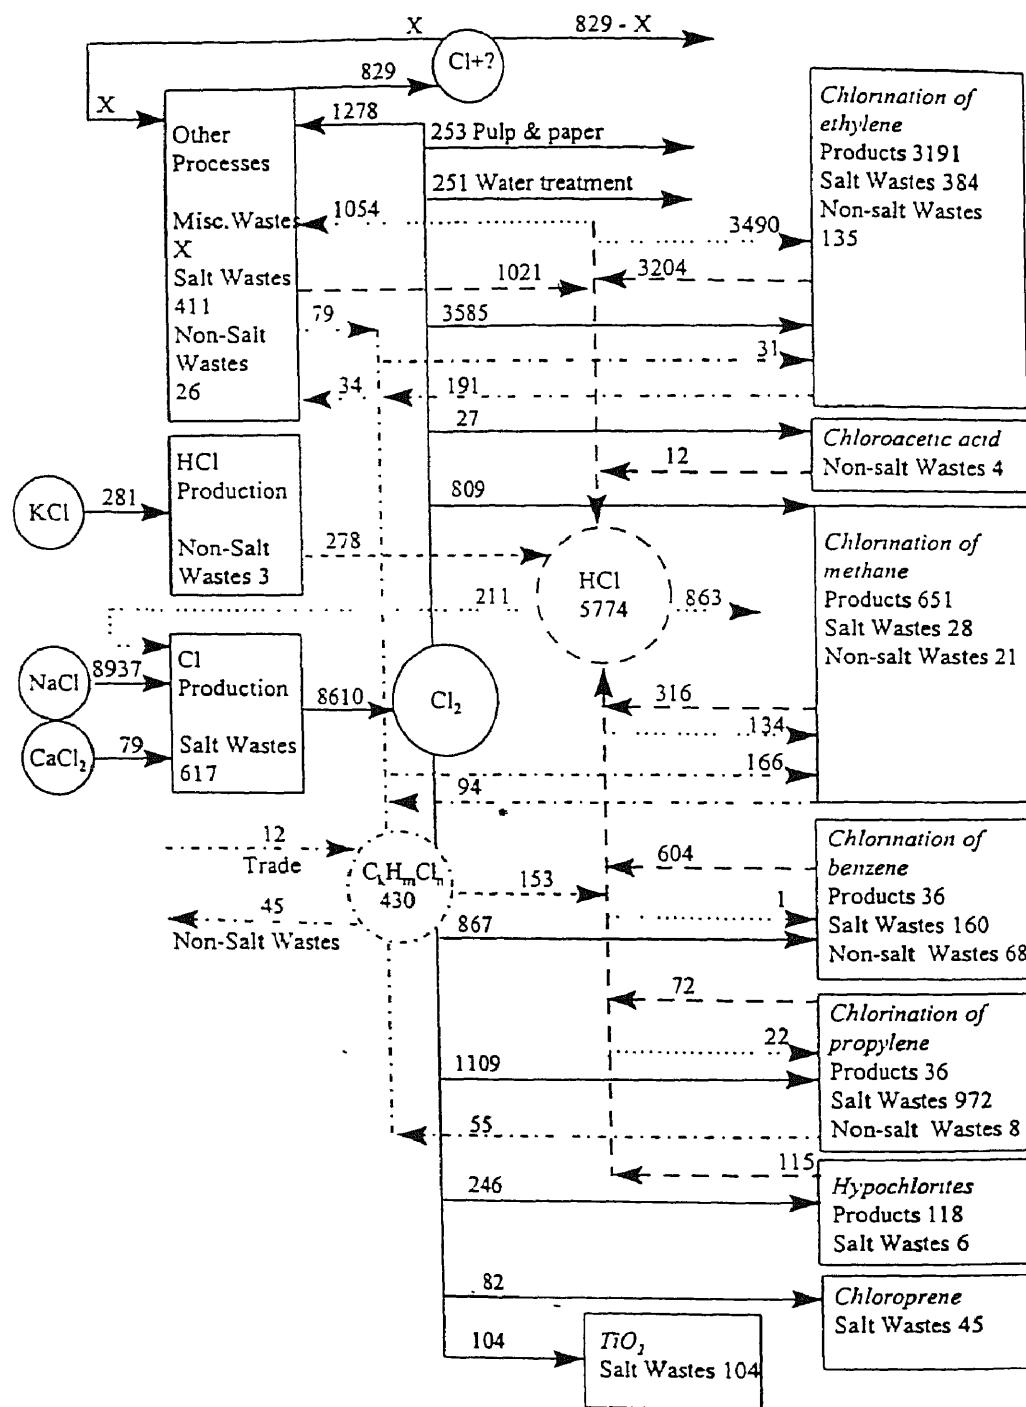 X
829 - X
Cl+?
829
X
1278
Other
Processes
Misc. Wastes
X
Salt Wastes
411
Non-Salt
Wastes
26
253 Pulp & paper
251 Water treatment
1054
3490
1021
3204
79
3585
31
34
191
27
12
809
Chlorination of
ethylene
Products 3191
Salt Wastes 384
Non-salt Wastes
135
Chloroacetic acid
Non-salt Wastes 4
KCl
281
HCl
Production
Non-Salt
Wastes 3
278
HCl
5774
211
863
Chlorination of
methane
Products 651
Salt Wastes 28
Non-salt Wastes 21
NaCl
8937
CaCl2
79
Cl
Production
Salt Wastes
617
8610
Cl2
316
134
166
94
12
Trade
45
Non-Salt Wastes
CkHmCln
430
153
604
1
867
Chlorination of
benzene
Products 36
Salt Wastes 160
Non-salt Wastes 68
72
22
1109
55
Chlorination of
propylene
Products 36
Salt Wastes 972
Non-salt Wastes 8
115
246
Hypochlorites
Products 118
Salt Wastes 6
82
Chloroprene
Salt Wastes 45
104
TiO2
Salt Wastes 104